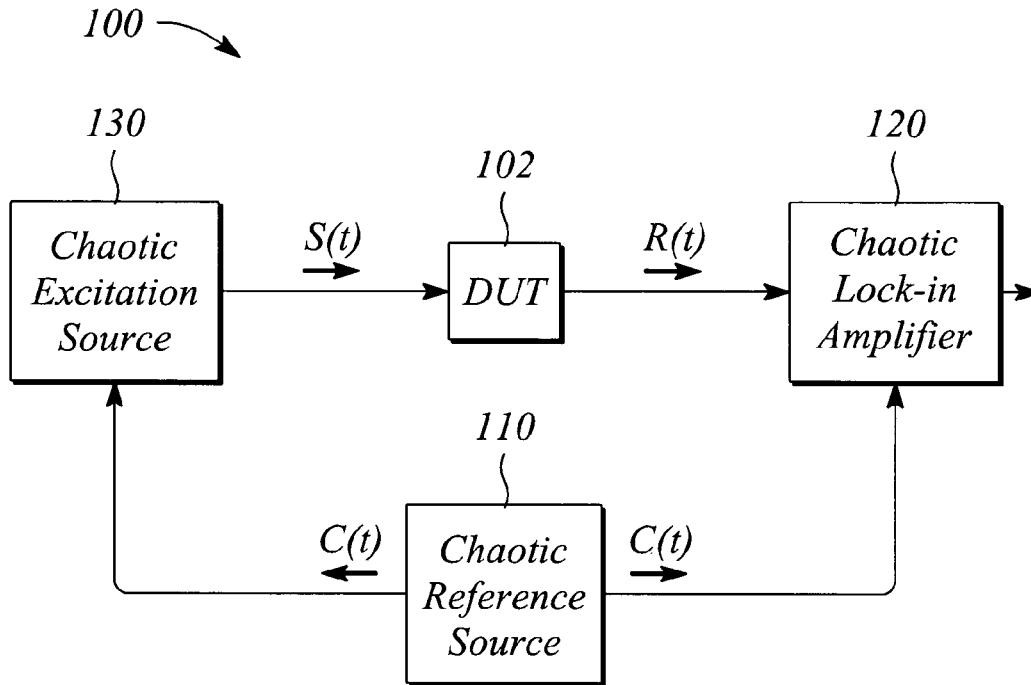 100
130
102
120
Chaotic
Excitation
Source
S(t)
DUT
R(t)
Chaotic
Lock-in
Amplifier
110
C(t)
Chaotic
Reference
Source
C(t)